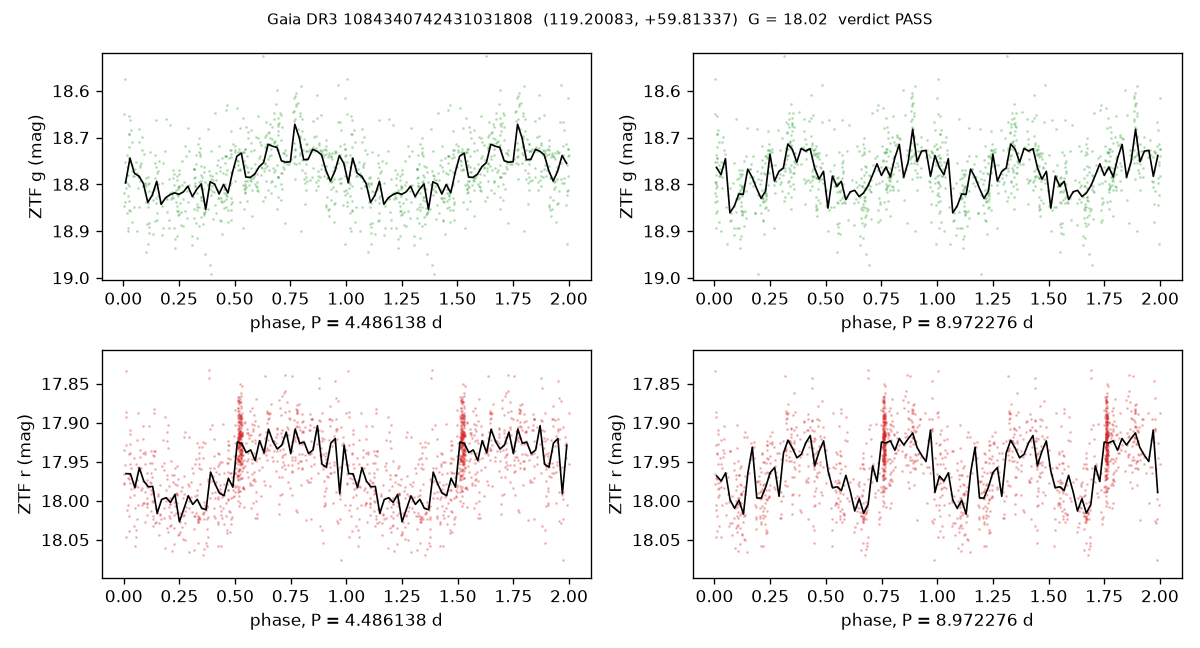 Gaia DR3 1084340742431031808 (119.20083, +59.81337) G = 18.02 verdict PASS
ZTF g (mag)
18.6
18.7
18.8
18.9
19.0
0.00 0.25 0.50 0.75 1.00 1.25 1.50 1.75 2.00
phase, P = 4.486138 d
ZTF g (mag)
18.6
18.7
18.8
18.9
19.0
0.00 0.25 0.50 0.75 1.00 1.25 1.50 1.75 2.00
phase, P = 8.972276 d
ZTF r (mag)
17.85
17.90
17.95
18.00
18.05
0.00 0.25 0.50 0.75 1.00 1.25 1.50 1.75 2.00
phase, P = 4.486138 d
ZTF r (mag)
17.85
17.90
17.95
18.00
18.05
0.00 0.25 0.50 0.75 1.00 1.25 1.50 1.75 2.00
phase, P = 8.972276 d